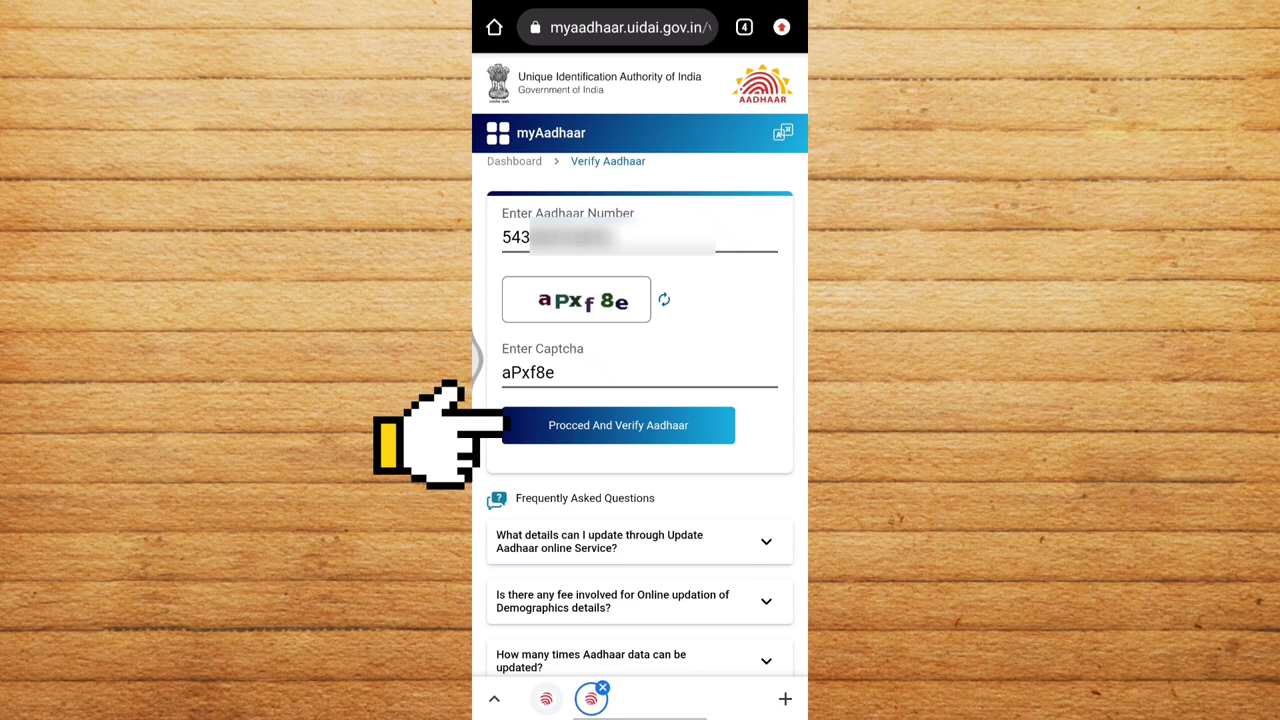 myaadhaar.uidai.gov.in/
4
Unique Identification Authority of India
Government of India
AADHAAR
myAadhaar
Dashboard > Verify Aadhaar
Enter Aadhaar Number
543
aPxf8e
Enter Captcha
aPxf8e
Procced And Verify Aadhaar
Frequently Asked Questions
What details can I update through Update
Aadhaar online Service?
Is there any fee involved for Online updation of
Demographics details?
How many times Aadhaar data can be
updated?